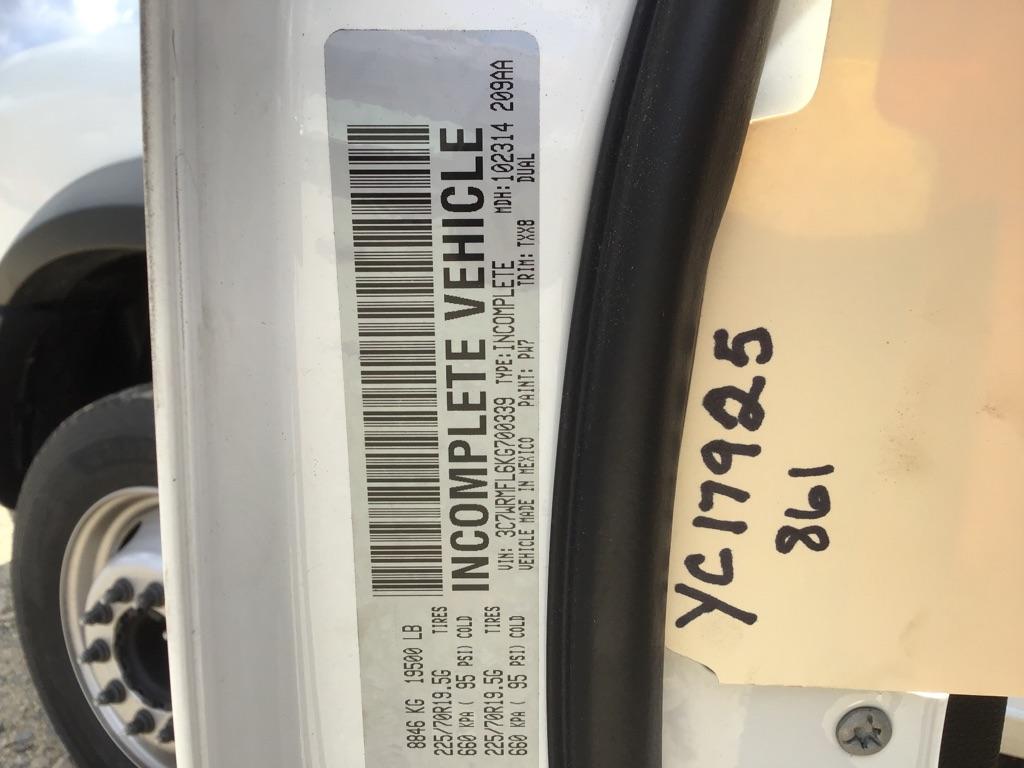 8846 KG 19500 LB
225/70R19.5G TIRES
660 KPA ( 95 PSI) COLD
225/70R19.5G TIRES
660 KPA ( 95 PSI) COLD
INCOMPLETE VEHICLE
VIN: 3C7WRMFL6KG700339 TYPE:INCOMPLETE MDH:102314 209AA
VEHICLE MADE IN MEXICO PAINT: PW7 TRIM: TXX8 DUAL
YC17925
861